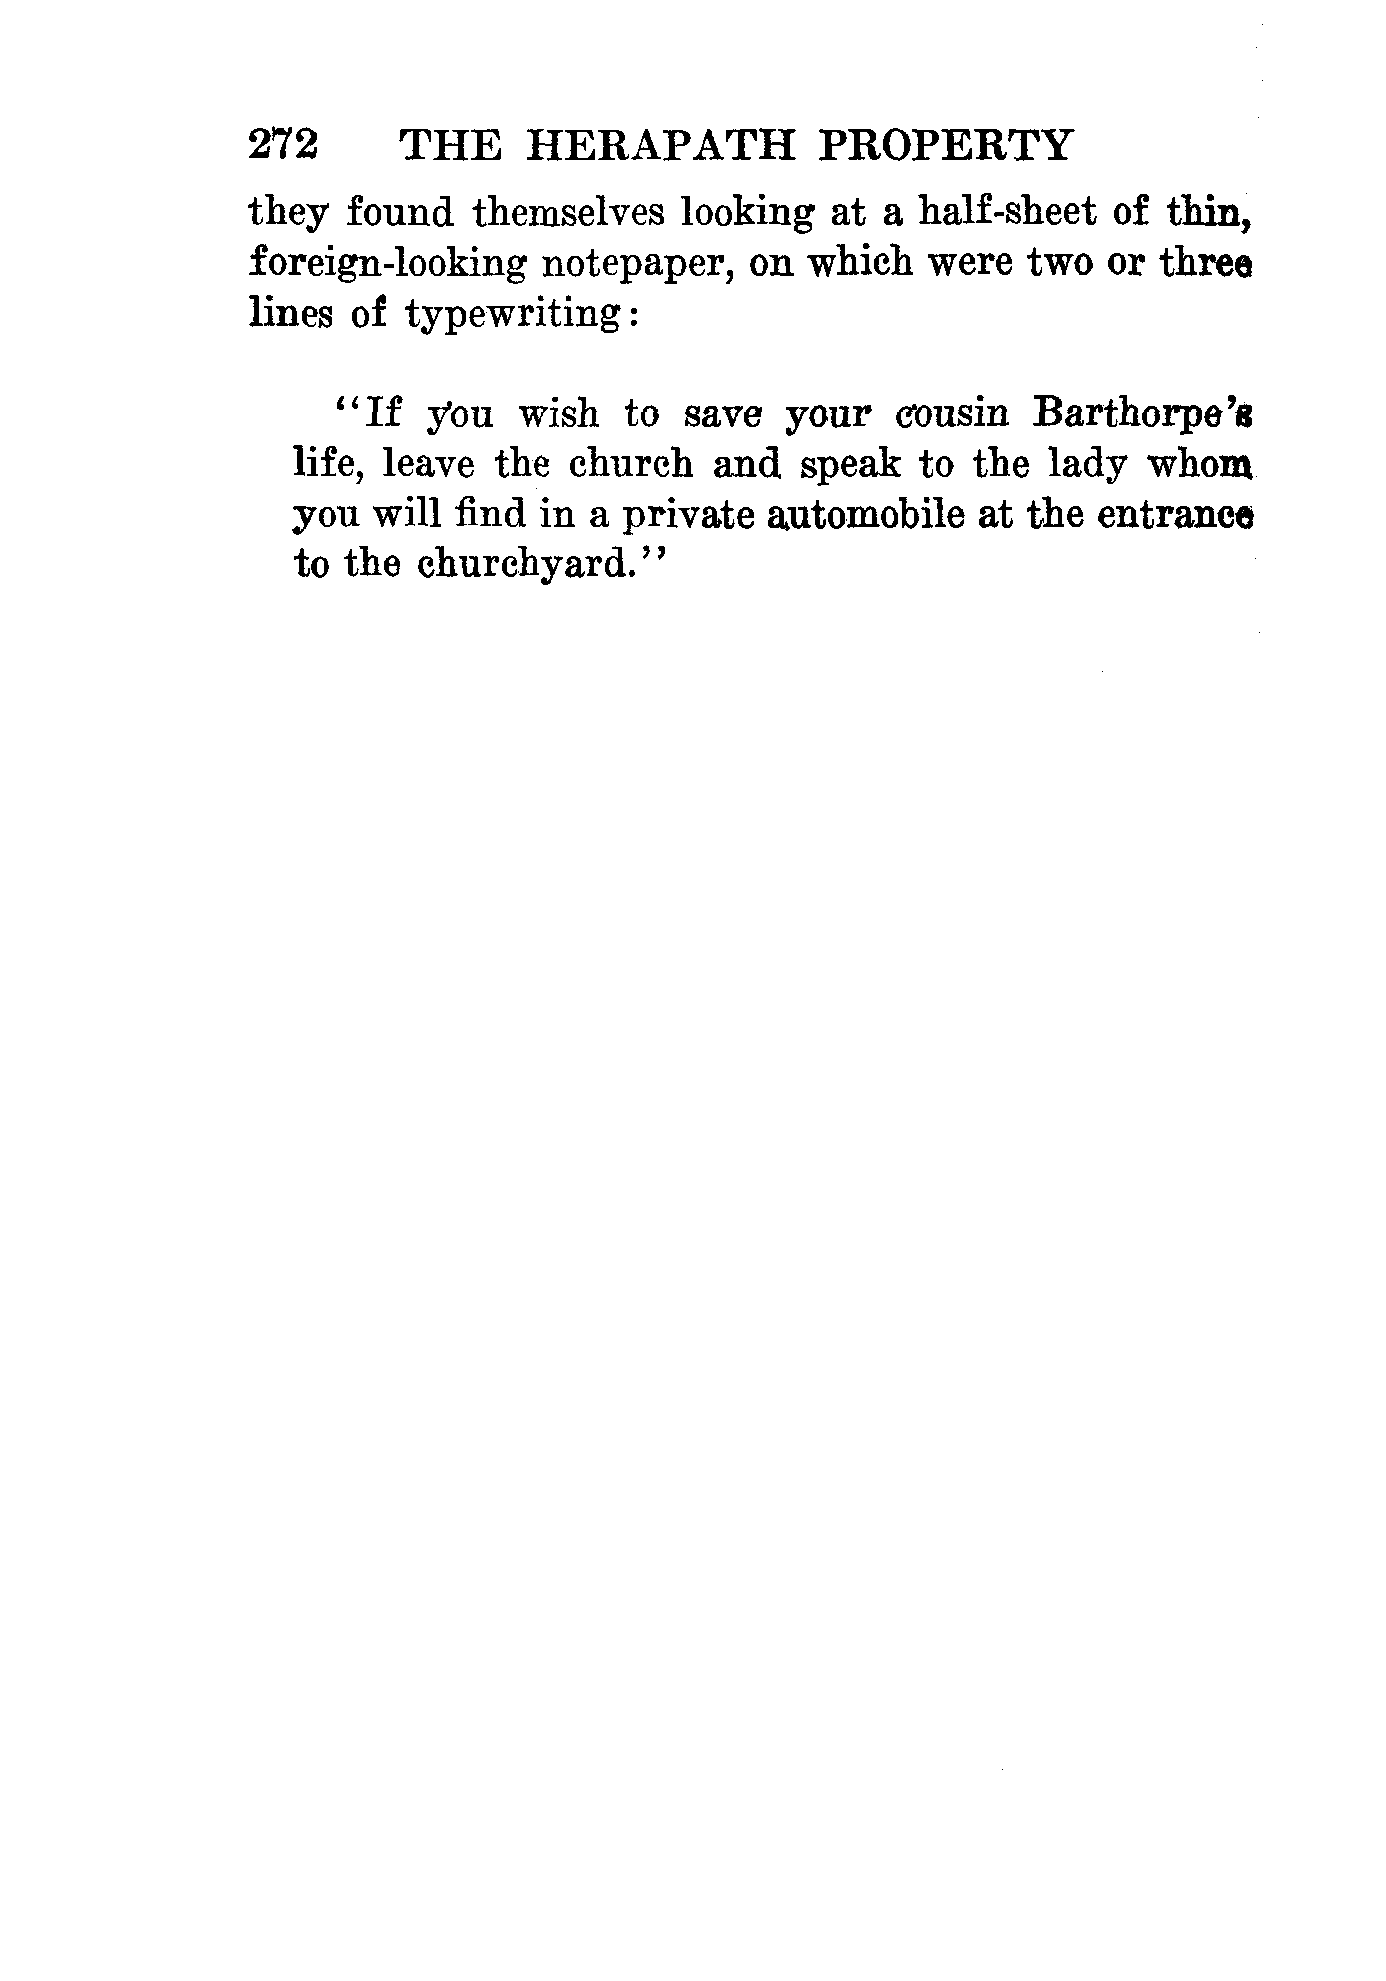 272 THE HERAPATH PROPERTY
they found themselves looking at a half-sheet of thin,
foreign-looking notepaper, on which were two or three
lines of typewriting:
"If you wish to save your cousin Barthorpe's
life, leave the church and speak to the lady whom
you will find in a private automobile at the entrance
to the churchyard."